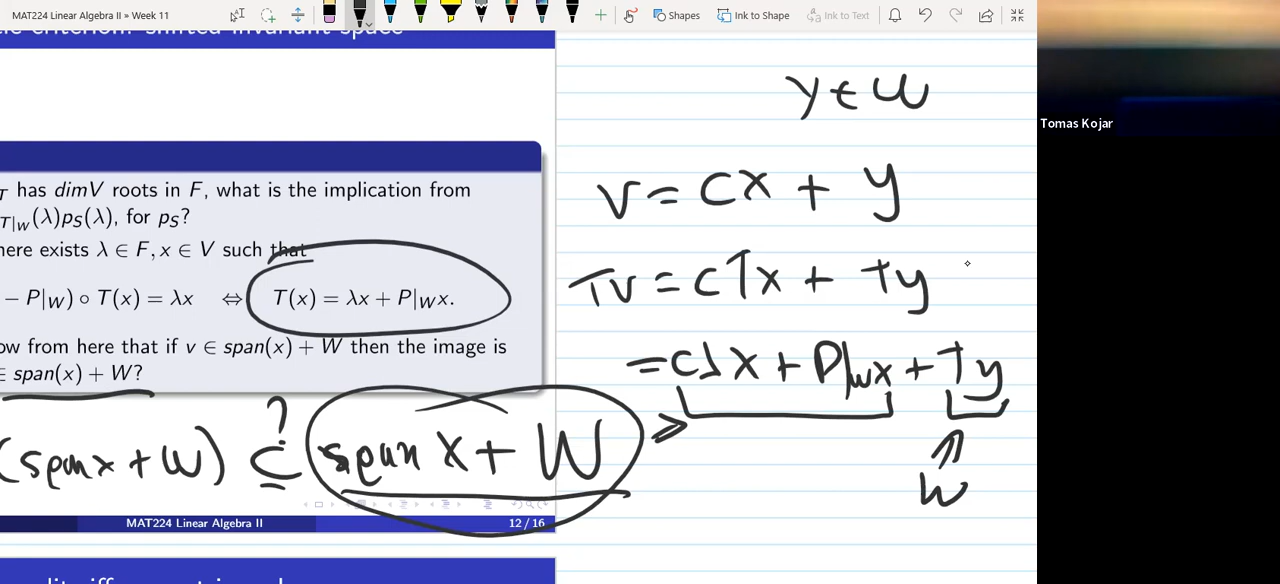 MAT224 Linear Algebra II » Week 11
Shapes
Ink to Shape
Ink to Text
shifted invariant space
T has dimV roots in F, what is the implication from
T|W(λ)pS(λ), for pS?
here exists λ ∈ F, x ∈ V such that
− P|W) ∘ T(x) = λx ⇔ T(x) = λx + P|Wx.
ow from here that if v ∈ span(x) + W then the image is
∈ span(x) + W?
(span x + W) ⊆ span x + W
?
MAT224 Linear Algebra II
12 / 16
y ∈ W
v = cx + y
Tv = cTx + Ty
= cλx + P|Wx + Ty
W
Tomas Kojar